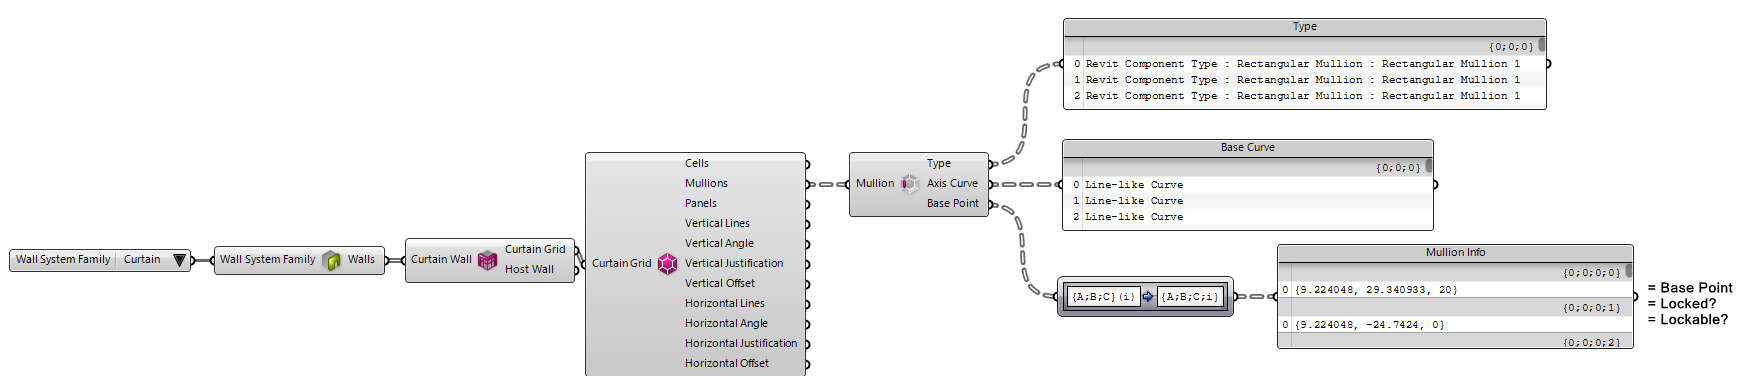 Wall System Family Curtain
Wall System Family Walls
Curtain Wall Curtain Grid
Host Wall
Curtain Grid
Cells
Mullions
Panels
Vertical Lines
Vertical Angle
Vertical Justification
Vertical Offset
Horizontal Lines
Horizontal Angle
Horizontal Justification
Horizontal Offset
Mullion
Type
Axis Curve
Base Point
Type
{0;0;0}
0 Revit Component Type : Rectangular Mullion : Rectangular Mullion 1
1 Revit Component Type : Rectangular Mullion : Rectangular Mullion 1
2 Revit Component Type : Rectangular Mullion : Rectangular Mullion 1
Base Curve
{0;0;0}
0 Line-like Curve
1 Line-like Curve
2 Line-like Curve
{A;B;C}(i) {A;B;C;i}
Mullion Info
{0;0;0;0}
0 {9.224048, 29.340933, 20}
{0;0;0;1}
0 {9.224048, -24.7424, 0}
{0;0;0;2}
= Base Point
= Locked?
= Lockable?